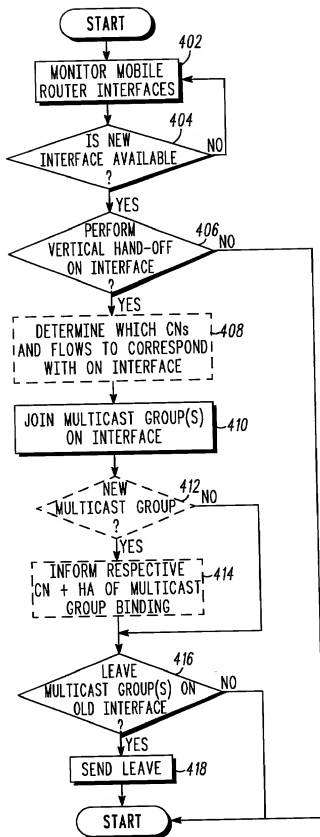 START
402
MONITOR MOBILE
ROUTER INTERFACES
404
IS NEW
INTERFACE AVAILABLE
?
NO
YES
406
PERFORM
VERTICAL HAND-OFF
ON INTERFACE
?
NO
YES
DETERMINE WHICH CNs
AND FLOWS TO CORRESPOND
WITH ON INTERFACE
408
JOIN MULTICAST GROUP(S)
ON INTERFACE
410
NEW
MULTICAST GROUP
?
412
NO
YES
INFORM RESPECTIVE
CN + HA OF MULTICAST
GROUP BINDING
414
LEAVE
MULTICAST GROUP(S) ON
OLD INTERFACE
?
416
NO
YES
SEND LEAVE
418
START